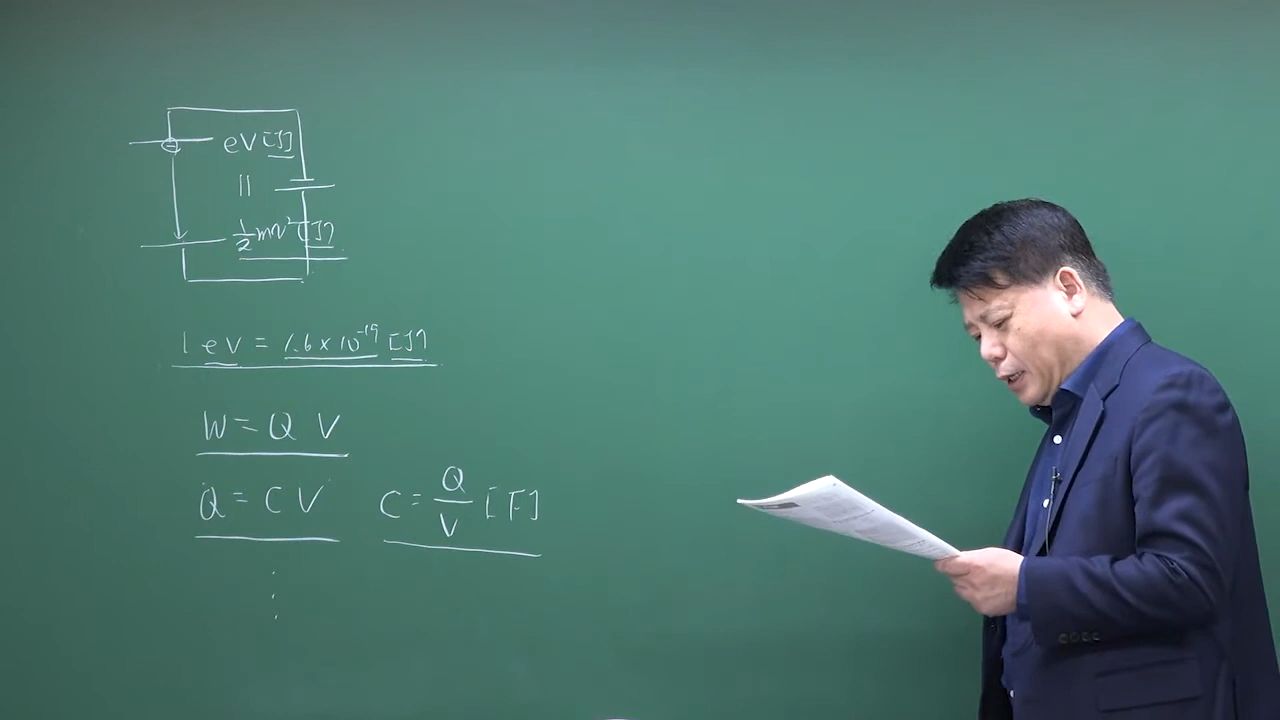 eV [J]
||
½mv² [J]
1 eV = 1.6 × 10⁻¹⁹ [J]
W = Q V
Q = C V    C = Q/V [F]
⋮